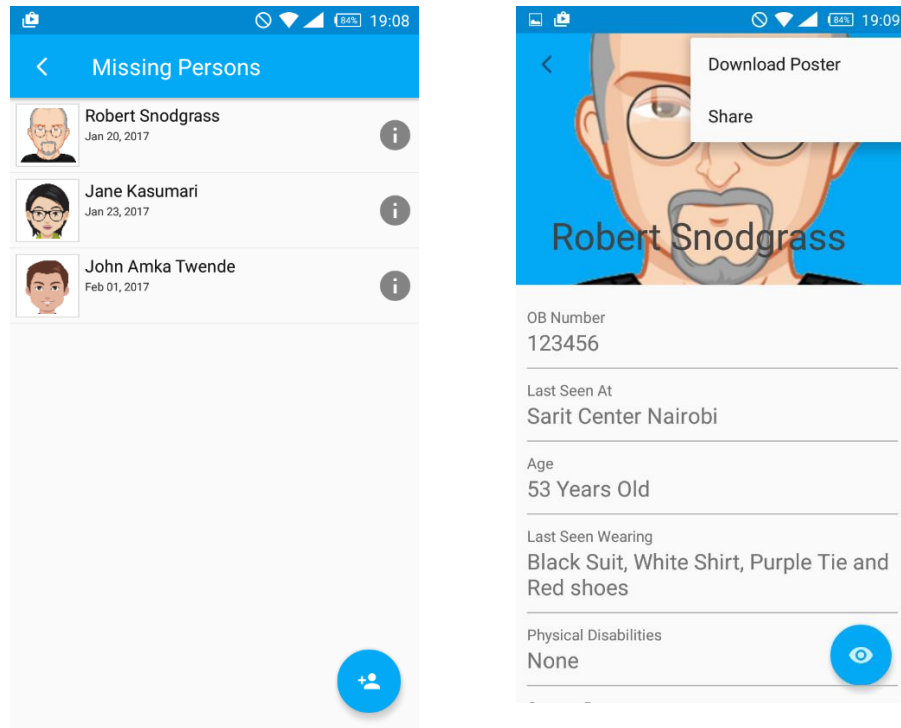 84% 19:08
Missing Persons
Robert Snodgrass
Jan 20, 2017
Jane Kasumari
Jan 23, 2017
John Amka Twende
Feb 01, 2017
84% 19:09
Download Poster
Share
Robert Snodgrass
OB Number
123456
Last Seen At
Sarit Center Nairobi
Age
53 Years Old
Last Seen Wearing
Black Suit, White Shirt, Purple Tie and
Red shoes
Physical Disabilities
None